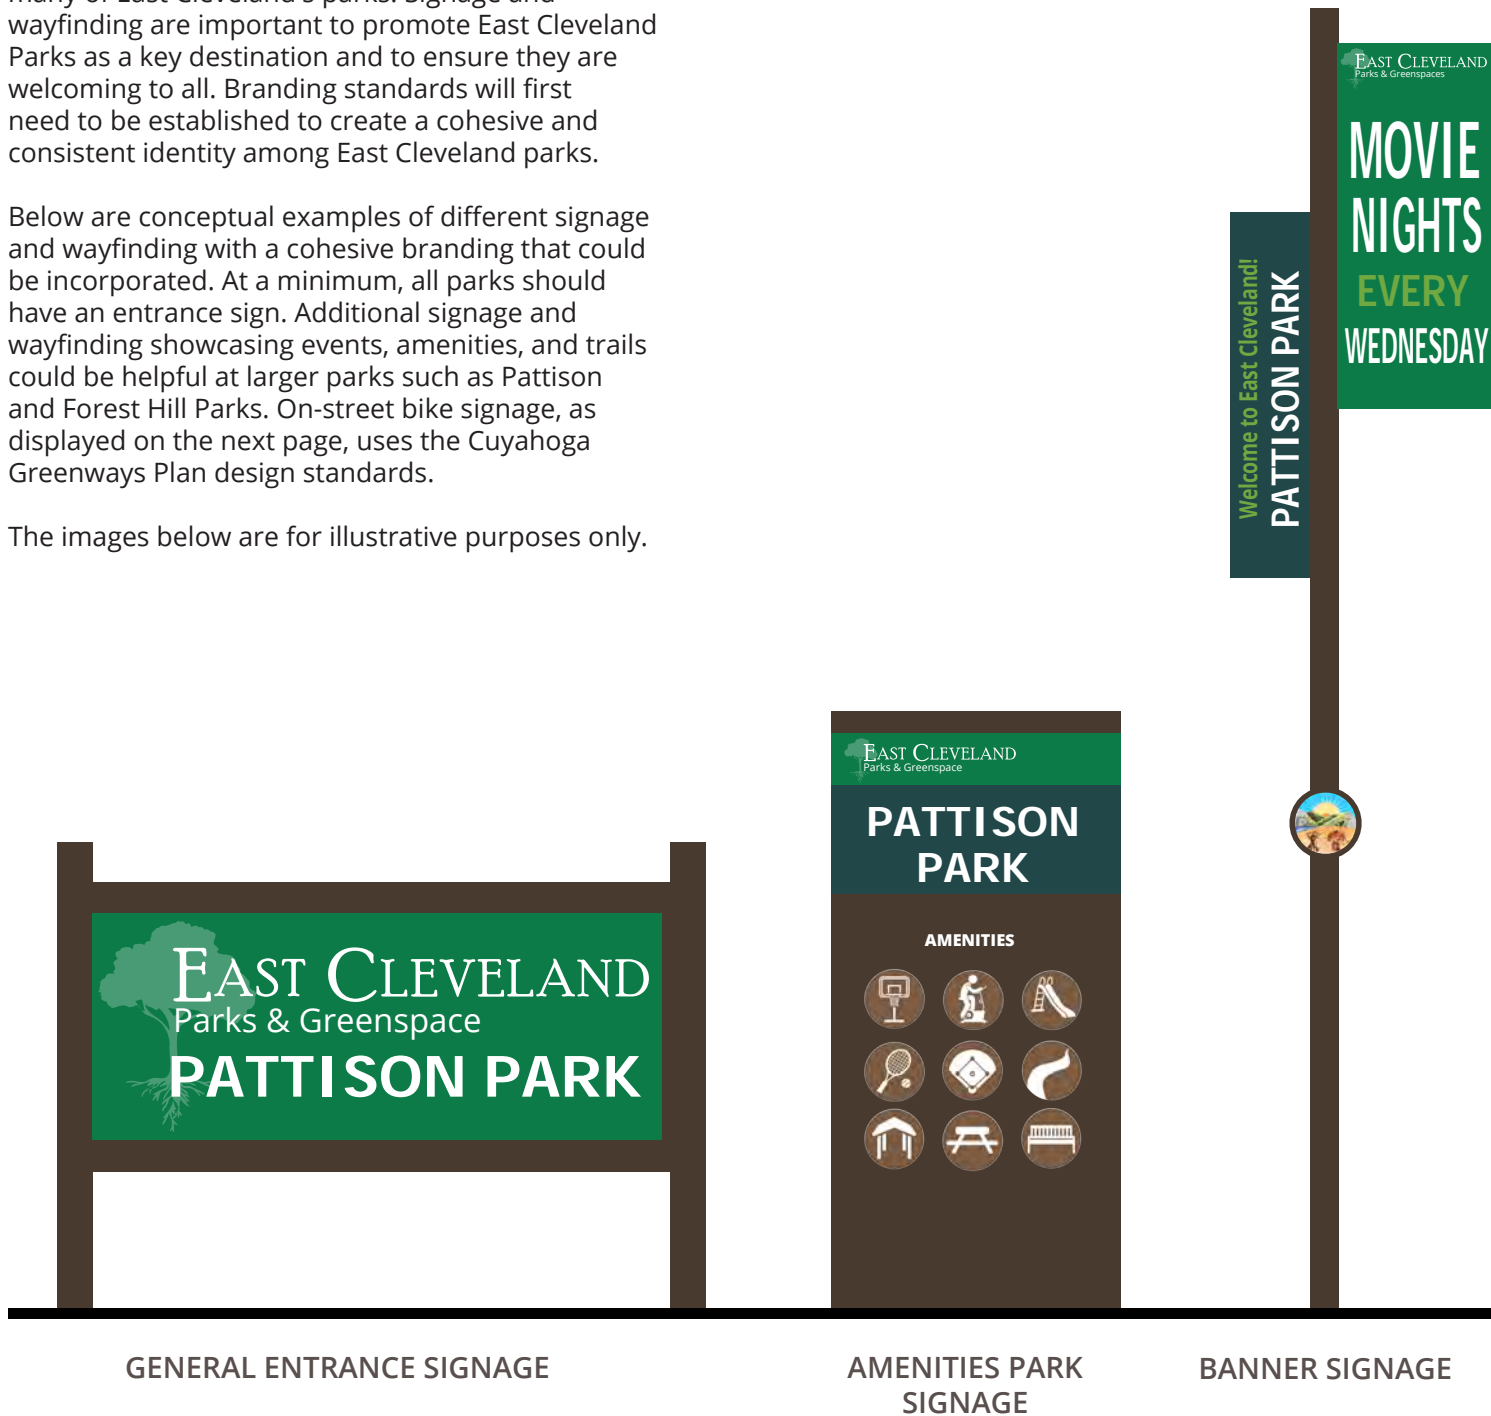 many of East Cleveland's parks. Signage and
wayfinding are important to promote East Cleveland
Parks as a key destination and to ensure they are
welcoming to all. Branding standards will first
need to be established to create a cohesive and
consistent identity among East Cleveland parks.
Below are conceptual examples of different signage
and wayfinding with a cohesive branding that could
be incorporated. At a minimum, all parks should
have an entrance sign. Additional signage and
wayfinding showcasing events, amenities, and trails
could be helpful at larger parks such as Pattison
and Forest Hill Parks. On-street bike signage, as
displayed on the next page, uses the Cuyahoga
Greenways Plan design standards.
The images below are for illustrative purposes only.
EAST CLEVELAND
Parks & Greenspace
PATTISON PARK
GENERAL ENTRANCE SIGNAGE
EAST CLEVELAND
Parks & Greenspace
PATTISON
PARK
AMENITIES
AMENITIES PARK
SIGNAGE
Welcome to East Cleveland!
PATTISON PARK
EAST CLEVELAND
Parks & Greenspaces
MOVIE
NIGHTS
EVERY
WEDNESDAY
BANNER SIGNAGE